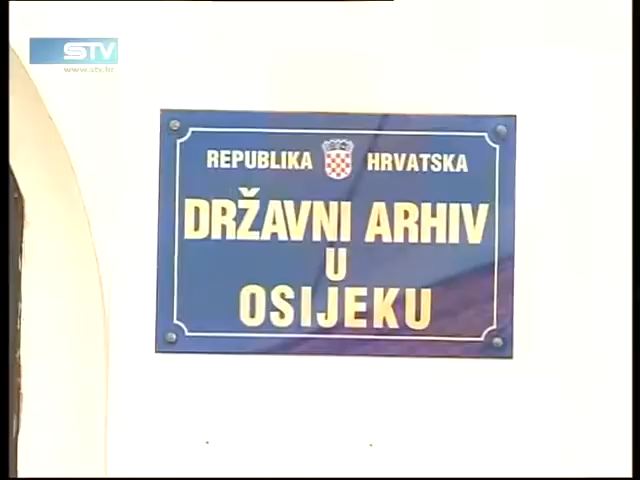 STV
www.stv.hr
REPUBLIKA HRVATSKA
DRŽAVNI ARHIV
U
OSIJEKU